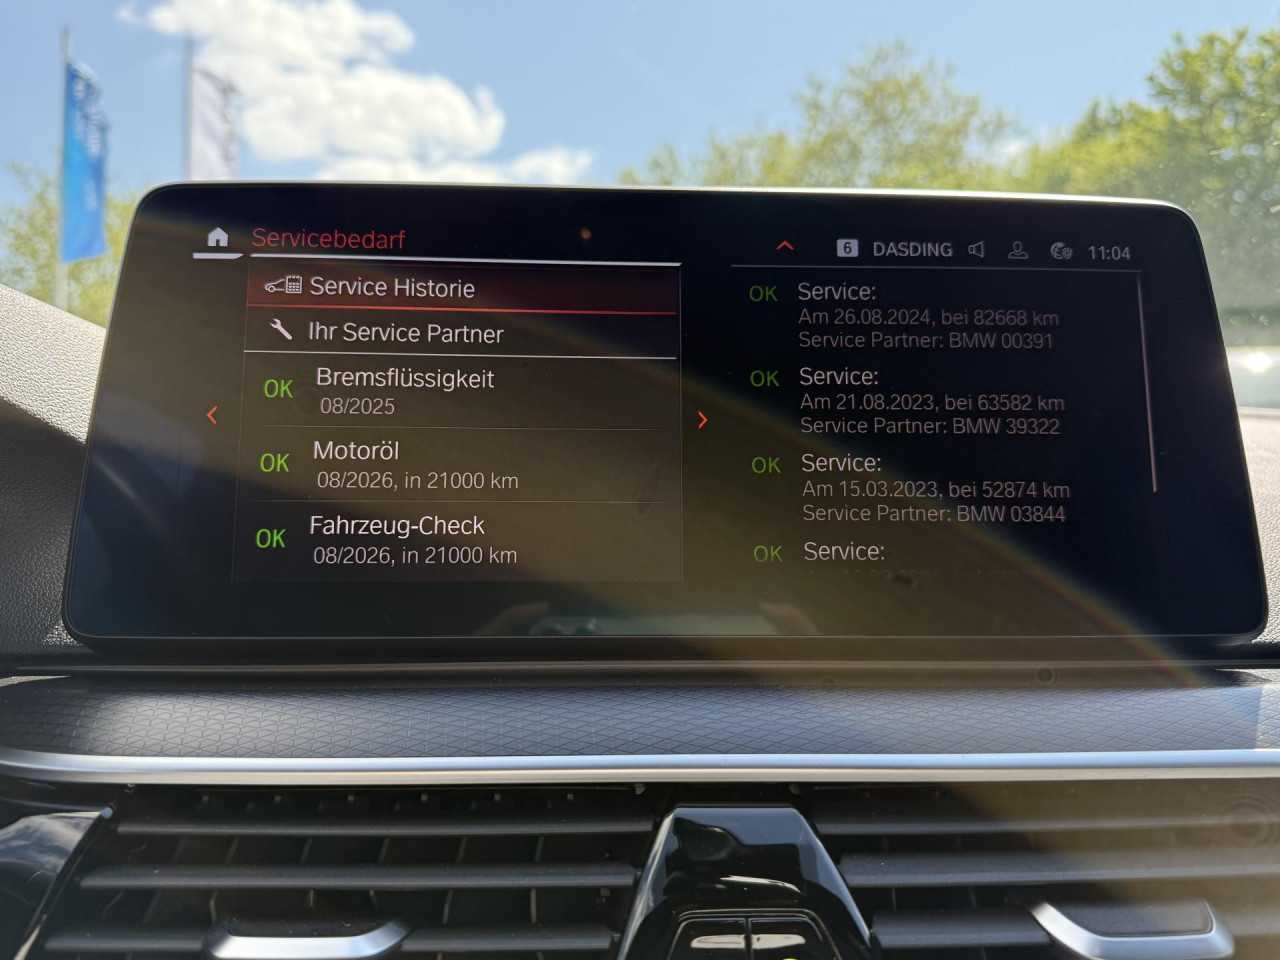 Servicebedarf
6 DASDING 11:04
Service Historie
Ihr Service Partner
OK Bremsflüssigkeit
08/2025
OK Motoröl
08/2026, in 21000 km
OK Fahrzeug-Check
08/2026, in 21000 km
OK Service:
Am 26.08.2024, bei 82668 km
Service Partner: BMW 00391
OK Service:
Am 21.08.2023, bei 63582 km
Service Partner: BMW 39322
OK Service:
Am 15.03.2023, bei 52874 km
Service Partner: BMW 03844
OK Service: